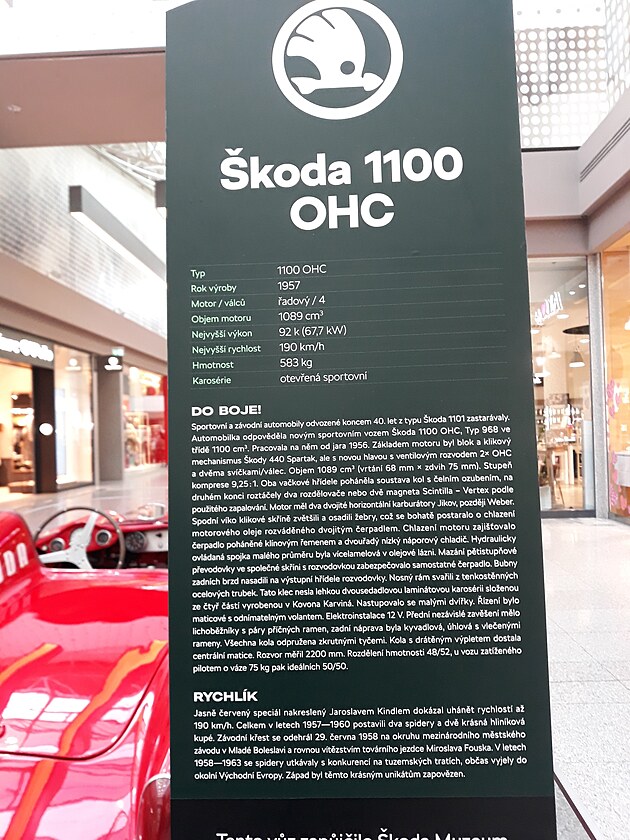 Škoda 1100
OHC
Typ 1100 OHC
Rok výroby 1957
Motor / válců řadový / 4
Objem motoru 1089 cm³
Nejvyšší výkon 92 k (67,7 kW)
Nejvyšší rychlost 190 km/h
Hmotnost 583 kg
Karosérie otevřená sportovní
DO BOJE!
Sportovní a závodní automobily odvozené koncem 40. let z typu Škoda 1101 zastarávaly.
Automobilka odpověděla novým sportovním vozem Škoda 1100 OHC, Typ 968 ve
třídě 1100 cm³. Pracovala na něm od jara 1956. Základem motoru byl blok a klikový
mechanismus Škody 440 Spartak, ale s novou hlavou s ventilovým rozvodem 2× OHC
a dvěma svíčkami/válec. Objem 1089 cm³ (vrtání 68 mm × zdvih 75 mm). Stupeň
komprese 9,25:1. Oba vačkové hřídele poháněla soustava kol s čelním ozubením, na
druhém konci roztáčely dva rozdělovače nebo dvě magneta Scintilla – Vertex podle
použitého zapalování. Motor měl dva dvojité horizontální karburátory Jikov, později Weber.
Spodní víko klikové skříně zvětšili a osadili žebry, což se bohatě postaralo o chlazení
motorového oleje rozváděného dvojitým čerpadlem. Chlazení motoru zajišťovalo
čerpadlo poháněné klínovým řemenem a dvouřadý nízký náporový chladič. Hydraulicky
ovládaná spojka malého průměru byla vícelamelová v olejové lázni. Mazání pětistupňové
převodovky ve společné skříni s rozvodovkou zabezpečovalo samostatné čerpadlo. Bubny
zadních brzd nasadili na výstupní hřídele rozvodovky. Nosný rám svařili z tenkostěnných
ocelových trubek. Tato klec nesla lehkou dvousedadlovou laminátovou karosérii složenou
ze čtyř částí vyrobenou v Kovona Karviná. Nastupovalo se malými dvířky. Řízení bylo
maticové s odnímatelným volantem. Elektroinstalace 12 V. Přední nezávislé zavěšení mělo
lichoběžníky s páry příčných ramen, zadní náprava byla kyvadlová, úhlová s vlečenými
rameny. Všechna kola odpružena zkrutnými tyčemi. Kola s drátěným výpletem dostala
centrální matice. Rozvor měřil 2200 mm. Rozdělení hmotnosti 48/52, u vozu zatíženého
pilotem o váze 75 kg pak ideálních 50/50.
RYCHLÍK
Jasně červený speciál nakreslený Jaroslavem Kindlem dokázal uhánět rychlostí až
190 km/h. Celkem v letech 1957—1960 postavili dva spidery a dvě krásná hliníková
kupé. Závodní křest se odehrál 29. června 1958 na okruhu mezinárodního městského
závodu v Mladé Boleslavi a rovnou vítězstvím továrního jezdce Miroslava Fouska. V letech
1958—1963 se spidery utkávaly s konkurencí na tuzemských tratích, občas vyjely do
okolní Východní Evropy. Západ byl těmto krásným unikátům zapovězen.
Tento vůz zapůjčilo Škoda Muzeum